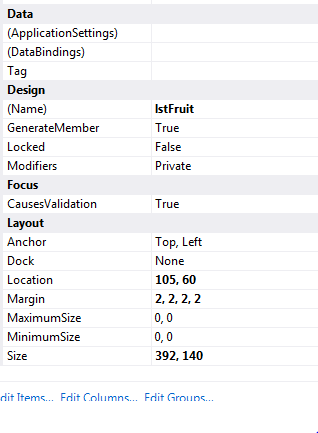 Data
(ApplicationSettings)
(DataBindings)
Tag
Design
(Name) lstFruit
GenerateMember True
Locked False
Modifiers Private
Focus
CausesValidation True
Layout
Anchor Top, Left
Dock None
Location 105, 60
Margin 2, 2, 2, 2
MaximumSize 0, 0
MinimumSize 0, 0
Size 392, 140
dit Items... Edit Columns... Edit Groups...